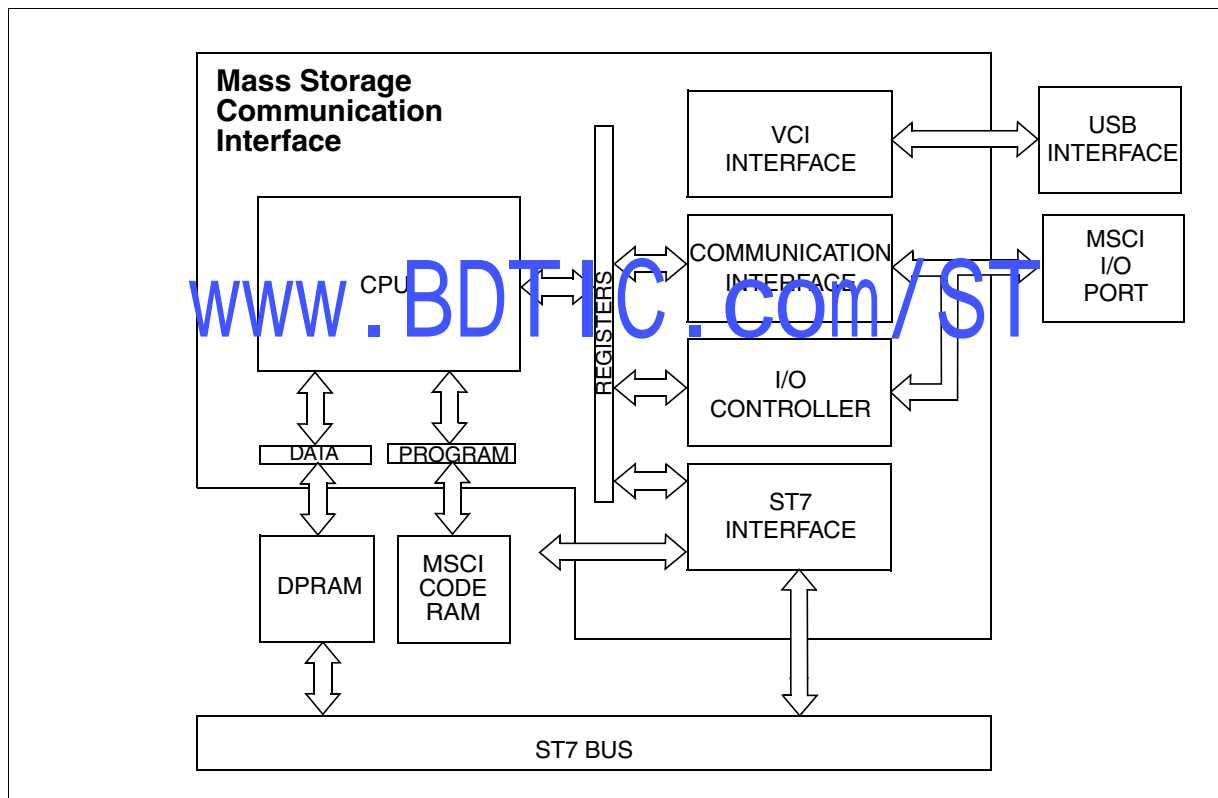 Mass Storage
Communication
Interface
VCI
INTERFACE
USB
INTERFACE
CPU
REGISTERS
COMMUNICATION
INTERFACE
MSCI
I/O
PORT
www.BDTIC.com/ST
I/O
CONTROLLER
DATA
PROGRAM
ST7
INTERFACE
DPRAM
MSCI
CODE
RAM
ST7 BUS